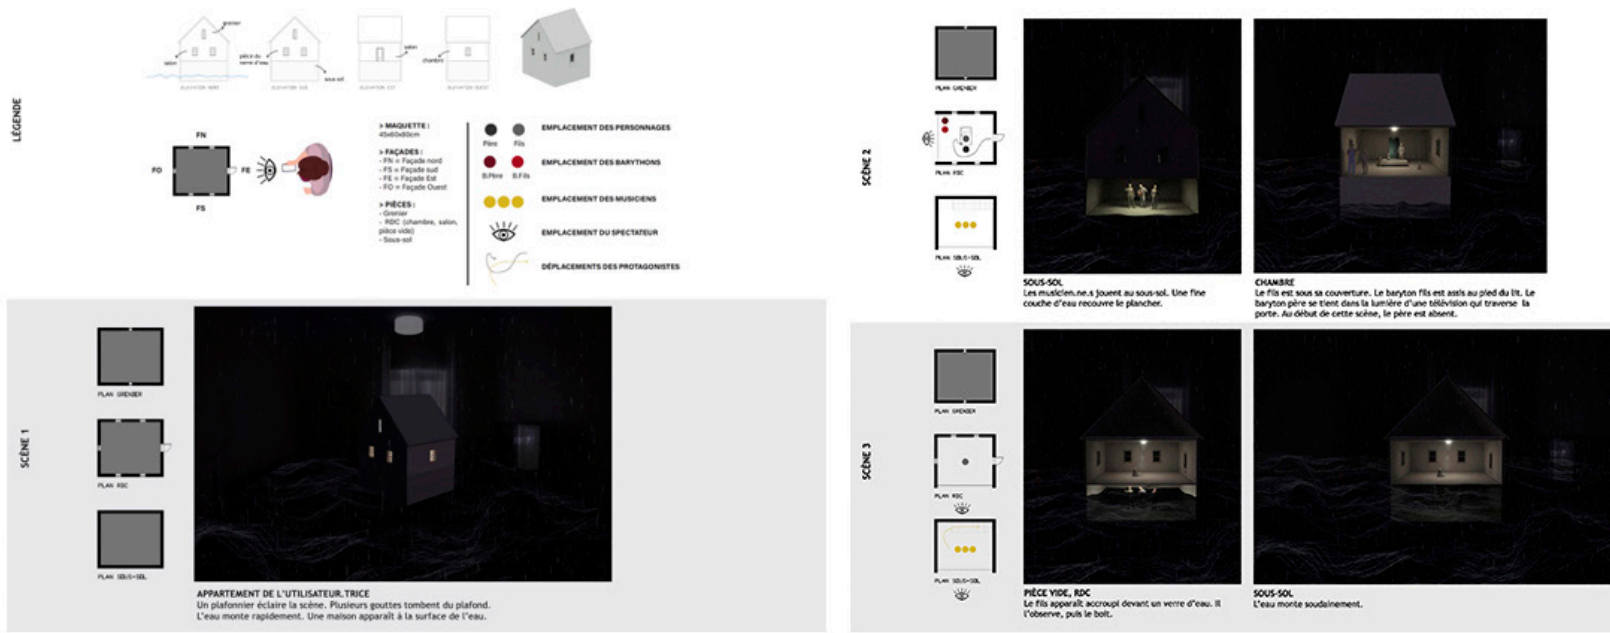 LÉGENDE
grenier
salon
pièce du
verre d'eau
sous sol
salon
chambre
ELEVATION NORD
ELEVATION SUD
ELEVATION EST
ELEVATION OUEST
FN
FO
FE
FS
> MAQUETTE :
45x60x80cm
> FAÇADES :
- FN = Façade nord
- FS = Façade sud
- FE = Façade Est
- FO = Façade Ouest
> PIÈCES :
- Grenier
- RDC (chambre, salon,
pièce vide)
- Sous-sol
Père
Fils
EMPLACEMENT DES PERSONNAGES
B.Père
B.Fils
EMPLACEMENT DES BARYTHONS
EMPLACEMENT DES MUSICIENS
EMPLACEMENT DU SPECTATEUR
DÉPLACEMENTS DES PROTAGONISTES
SCÈNE 1
PLAN GRENIER
PLAN RDC
PLAN SOUS-SOL
APPARTEMENT DE L'UTILISATEUR.TRICE
Un plafonnier éclaire la scène. Plusieurs gouttes tombent du plafond.
L'eau monte rapidement. Une maison apparaît à la surface de l'eau.
SCÈNE 2
PLAN GRENIER
PLAN RDC
PLAN SOUS-SOL
SOUS-SOL
Les musicien.ne.s jouent au sous-sol. Une fine
couche d'eau recouvre le plancher.
CHAMBRE
Le fils est sous sa couverture. Le baryton fils est assis au pied du lit. Le
baryton père se tient dans la lumière d'une télévision qui traverse la
porte. Au début de cette scène, le père est absent.
SCÈNE 3
PLAN GRENIER
PLAN RDC
PLAN SOUS-SOL
PIÈCE VIDE, RDC
Le fils apparaît accroupi devant un verre d'eau. Il
l'observe, puis le boit.
SOUS-SOL
L'eau monte soudainement.